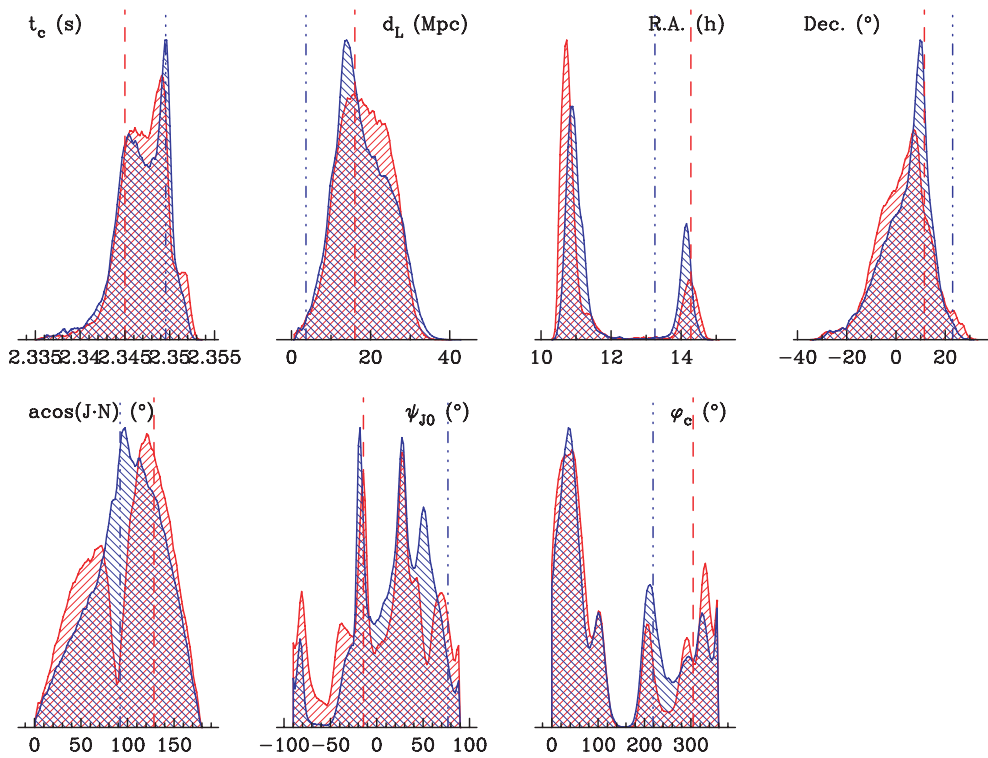 t_c (s)
d_L (Mpc)
R.A. (h)
Dec. (°)
2.335 2.34 2.345 2.35 2.355
0 20 40
10 12 14
−40 −20 0 20
acos(J·N) (°)
ψ_J0 (°)
φ_c (°)
0 50 100 150
−100 −50 0 50 100
0 100 200 300